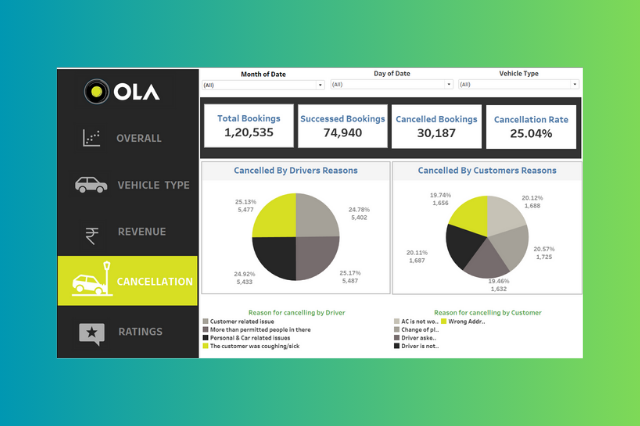 OLA
OVERALL
VEHICLE TYPE
REVENUE
CANCELLATION
RATINGS
Month of Date
(All)
Day of Date
(All)
Vehicle Type
(All)
Total Bookings
1,20,535
Successed Bookings
74,940
Cancelled Bookings
30,187
Cancellation Rate
25.04%
Cancelled By Drivers Reasons
25.13%
5,477
24.78%
5,402
24.92%
5,433
25.17%
5,487
Reason for cancelling by Driver
Customer related issue
More than permitted people in there
Personal & Car related issues
The customer was coughing/sick
Cancelled By Customers Reasons
19.74%
1,656
20.12%
1,688
20.11%
1,687
20.57%
1,725
19.46%
1,632
Reason for cancelling by Customer
AC is not wo..
Wrong Addr..
Change of pl..
Driver aske..
Driver is not..